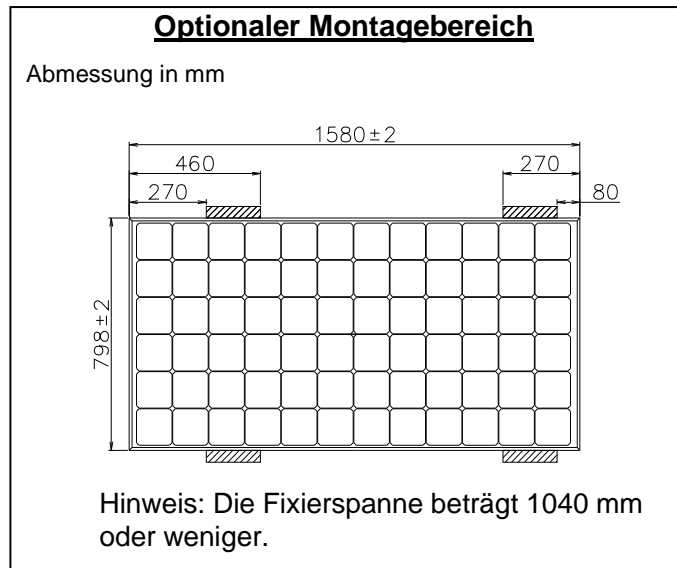 Optionaler Montagebereich
Abmessung in mm
1580±2
460
270
270
80
798±2
Hinweis: Die Fixierspanne beträgt 1040 mm
oder weniger.